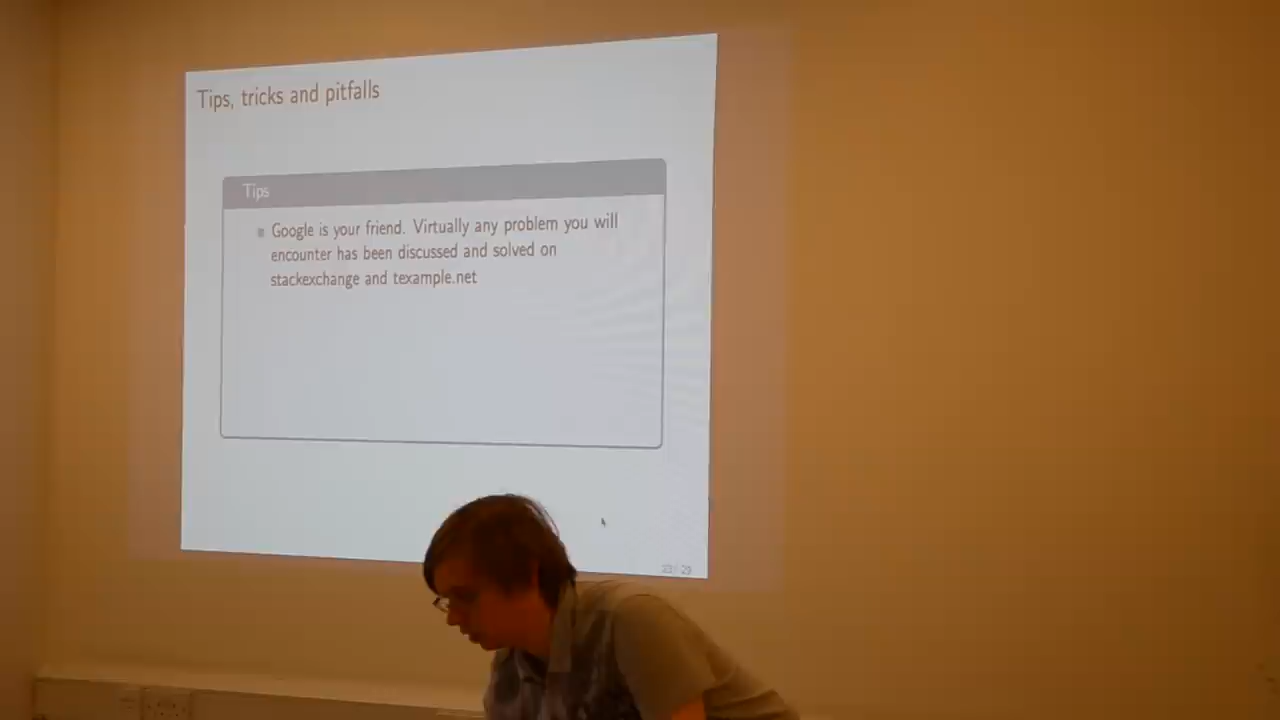 Tips, tricks and pitfalls
Tips
Google is your friend. Virtually any problem you will
encounter has been discussed and solved on
stackexchange and texample.net